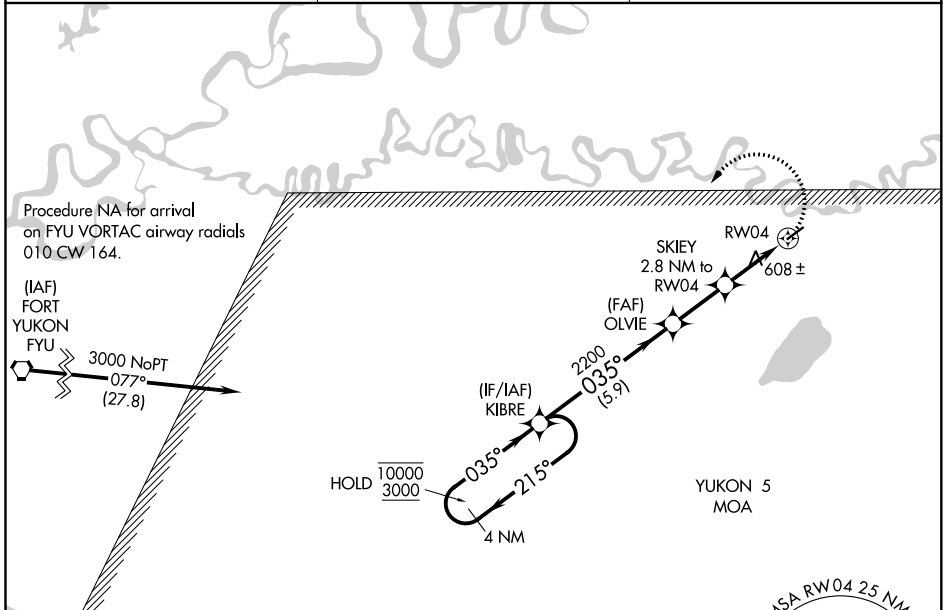 Procedure NA for arrival
on FYU VORTAC airway radials
010 CW 164.
(IAF)
FORT
YUKON
FYU
3000 NoPT
077°
(27.8)
RW04
608 ±
SKIEY
2.8 NM to
RW04
(FAF)
OLVIE
2200
035°
(5.9)
(IF/IAF)
KIBRE
035°
215°
HOLD
10000
3000
4 NM
YUKON 5
MOA
MSA RW04 25 NM